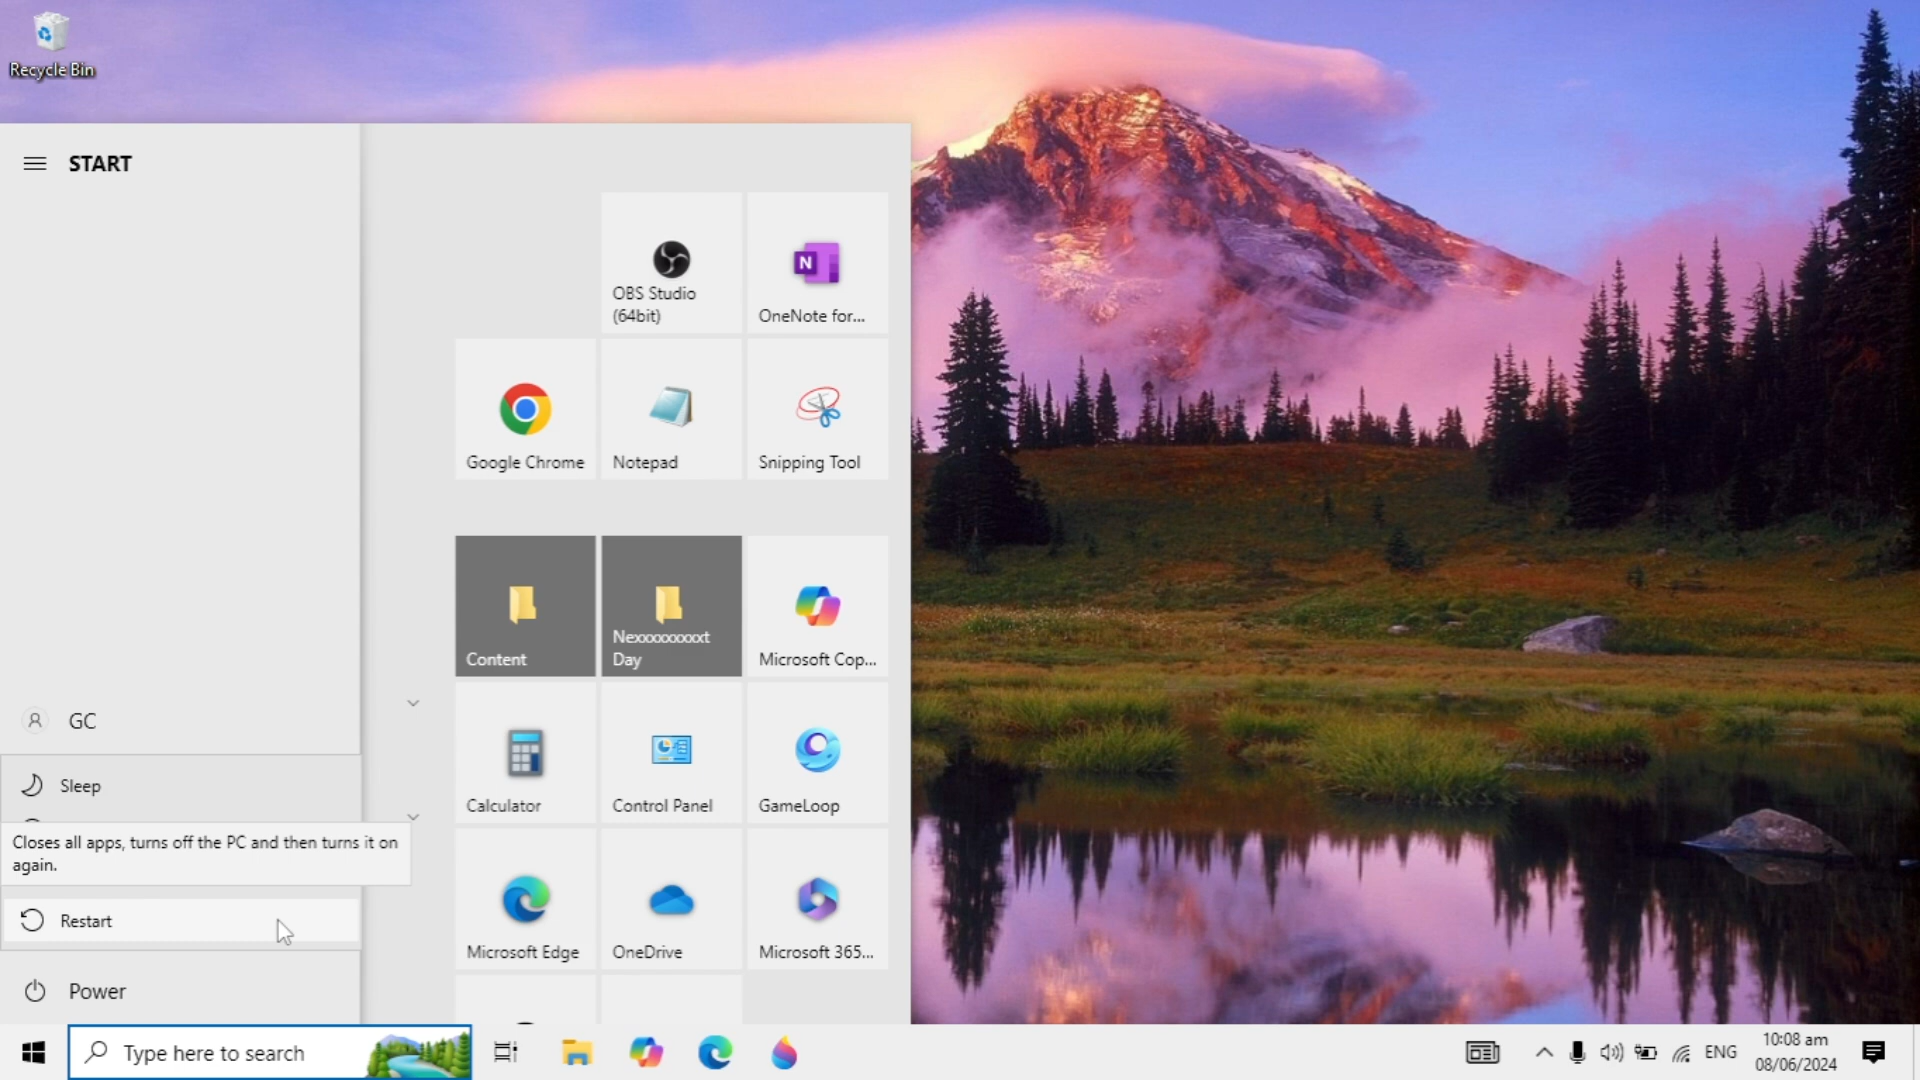 Recycle Bin
START
OBS Studio
(64bit)
OneNote for...
Google Chrome
Notepad
Snipping Tool
Content
Nexxxxxxxxxt
Day
Microsoft Cop...
GC
Sleep
Calculator
Control Panel
GameLoop
Closes all apps, turns off the PC and then turns it on
again.
Restart
Microsoft Edge
OneDrive
Microsoft 365...
Power
Type here to search
ENG
10:08 am
08/06/2024